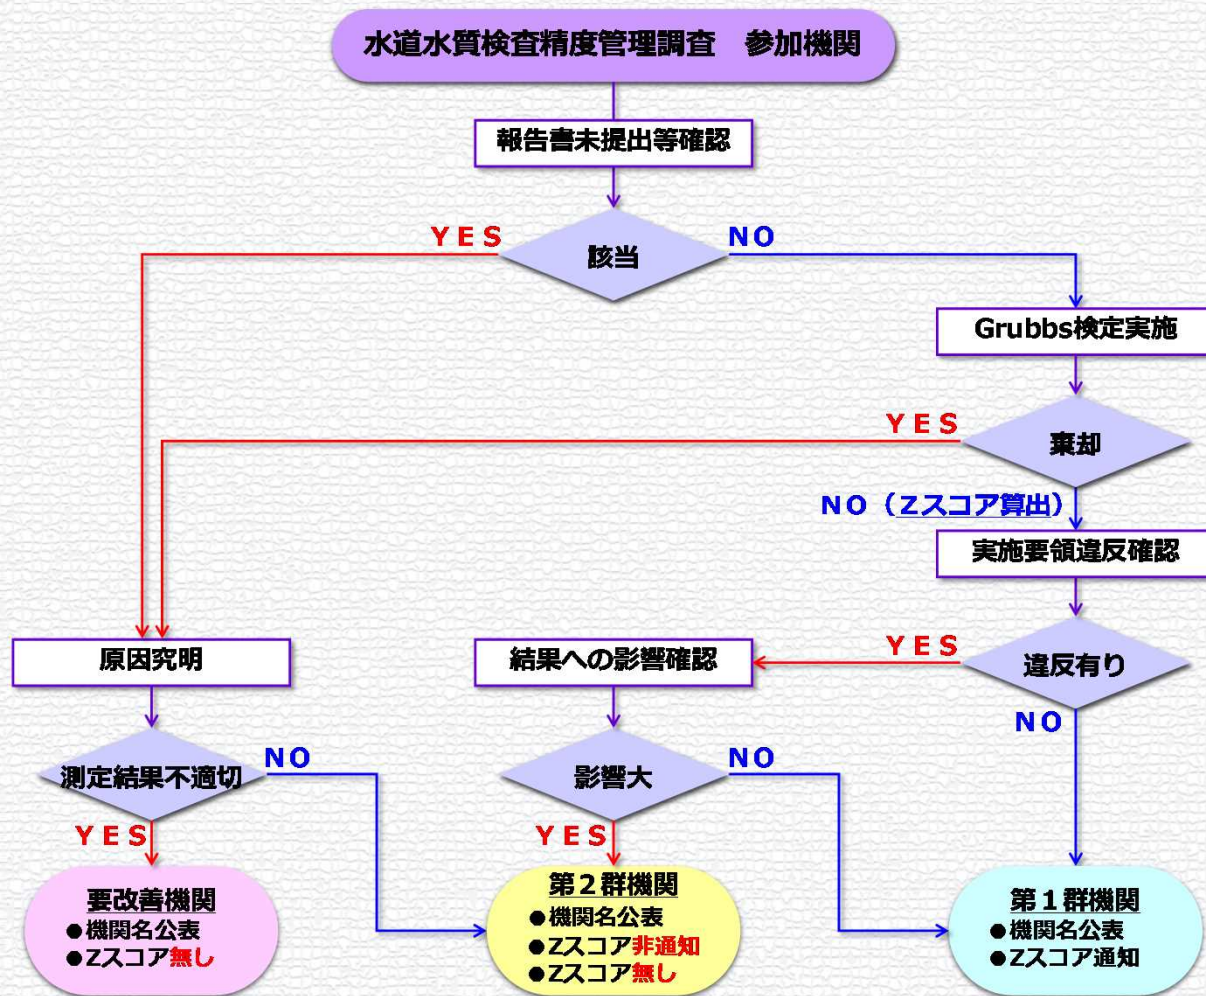 水道水質検査精度管理調査　参加機関
報告書未提出等確認
該当
YES
NO
Grubbs検定実施
棄却
YES
NO（Zスコア算出）
実施要領違反確認
違反有り
YES
NO
原因究明
結果への影響確認
測定結果不適切
NO
YES
影響大
NO
YES
要改善機関
●機関名公表
●Zスコア無し
第２群機関
●機関名公表
●Zスコア非通知
●Zスコア無し
第１群機関
●機関名公表
●Zスコア通知